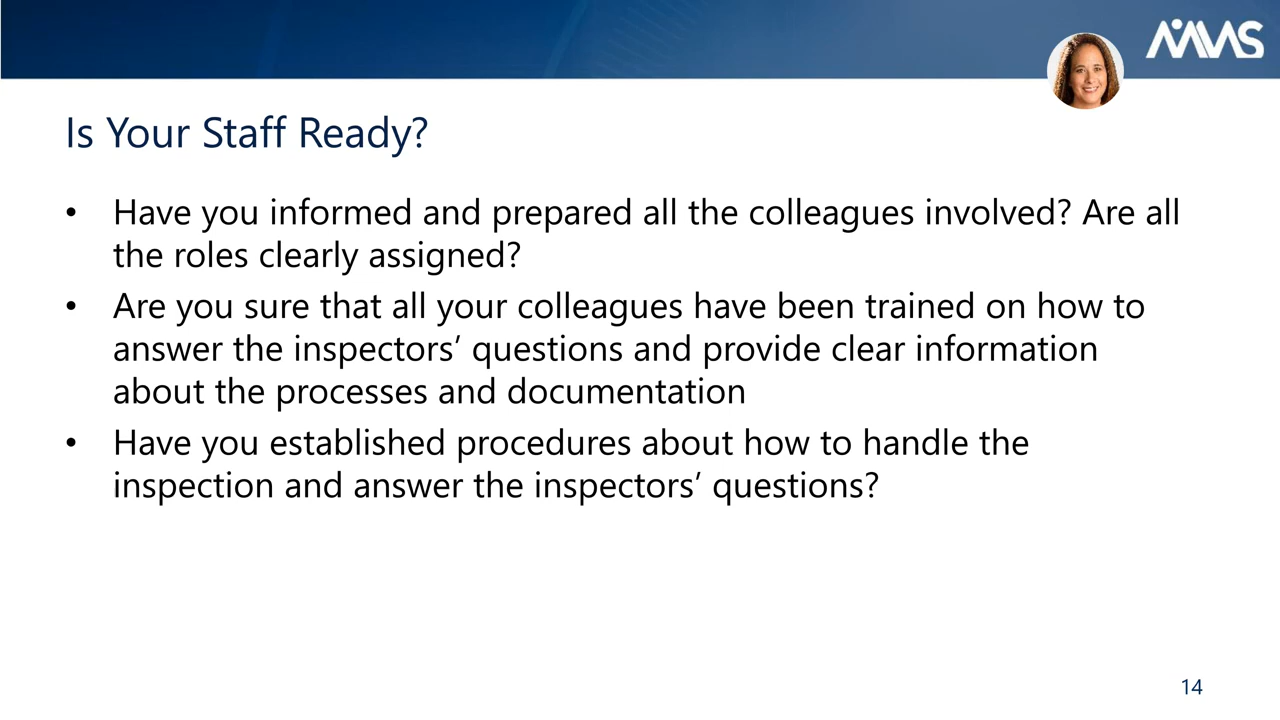 MAS
Is Your Staff Ready?
• Have you informed and prepared all the colleagues involved? Are all
the roles clearly assigned?
• Are you sure that all your colleagues have been trained on how to
answer the inspectors’ questions and provide clear information
about the processes and documentation
• Have you established procedures about how to handle the
inspection and answer the inspectors’ questions?
14